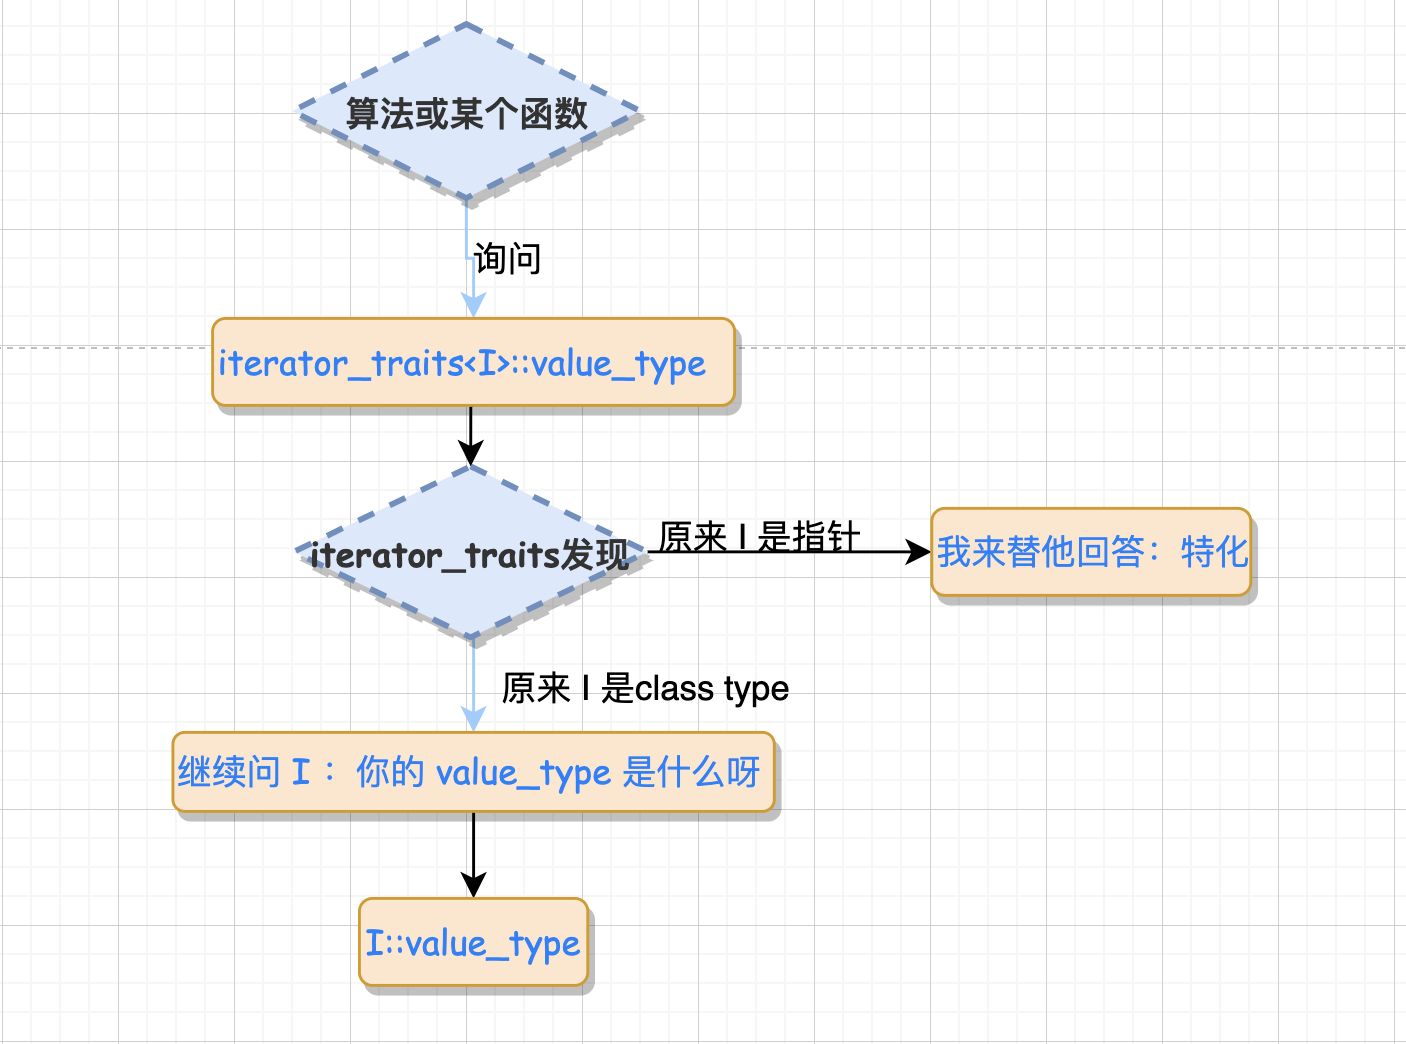 算法或某个函数
询问
iterator_traits<I>::value_type
iterator_traits发现
原来 I 是指针
我来替他回答：特化
原来 I 是class type
继续问 I ：你的 value_type 是什么呀
I::value_type